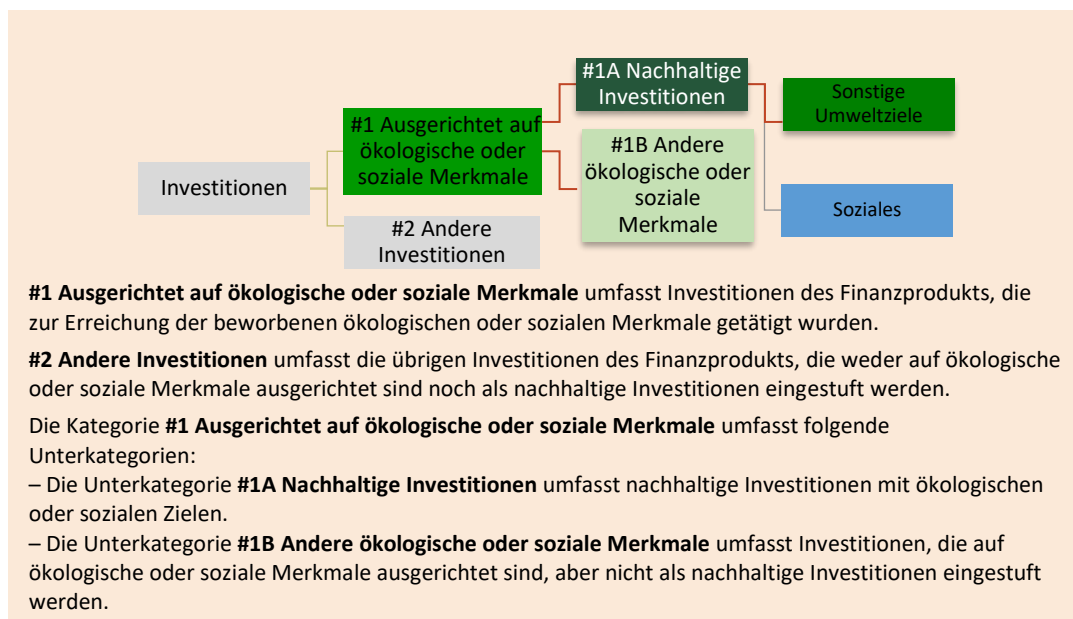 #1A Nachhaltige
Investitionen
Sonstige
Umweltziele
#1 Ausgerichtet auf
ökologische oder
soziale Merkmale
#1B Andere
ökologische oder
soziale
Merkmale
Investitionen
Soziales
#2 Andere
Investitionen
#1 Ausgerichtet auf ökologische oder soziale Merkmale umfasst Investitionen des Finanzprodukts, die
zur Erreichung der beworbenen ökologischen oder sozialen Merkmale getätigt wurden.
#2 Andere Investitionen umfasst die übrigen Investitionen des Finanzprodukts, die weder auf ökologische
oder soziale Merkmale ausgerichtet sind noch als nachhaltige Investitionen eingestuft werden.
Die Kategorie #1 Ausgerichtet auf ökologische oder soziale Merkmale umfasst folgende
Unterkategorien:
– Die Unterkategorie #1A Nachhaltige Investitionen umfasst nachhaltige Investitionen mit ökologischen
oder sozialen Zielen.
– Die Unterkategorie #1B Andere ökologische oder soziale Merkmale umfasst Investitionen, die auf
ökologische oder soziale Merkmale ausgerichtet sind, aber nicht als nachhaltige Investitionen eingestuft
werden.